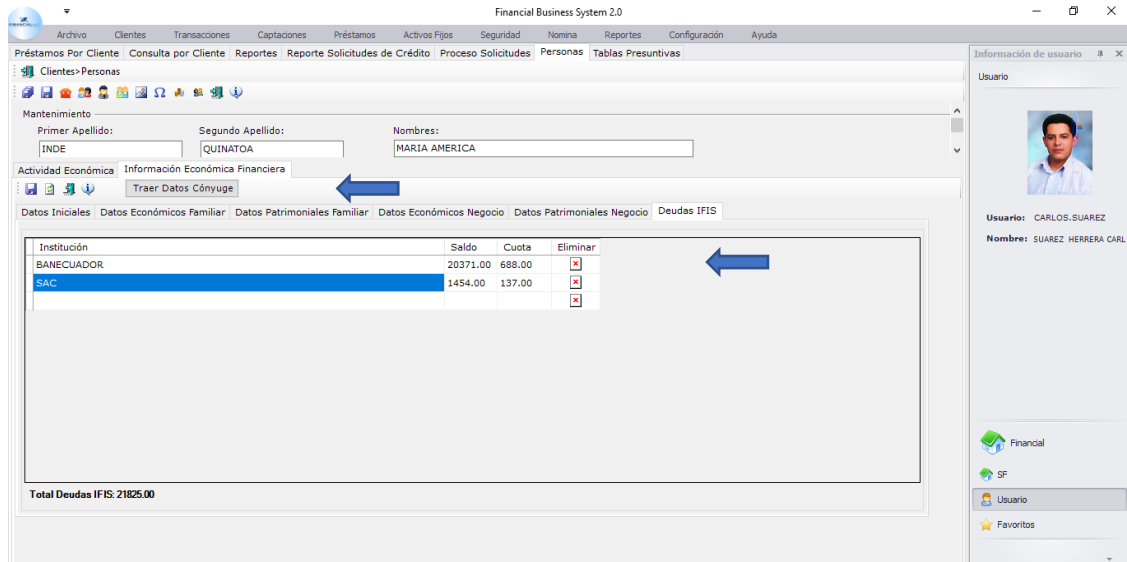 Financial Business System 2.0
FINANCIAL
Archivo Clientes Transacciones Captaciones Préstamos Activos Fijos Seguridad Nomina Reportes Configuración Ayuda
Préstamos Por Cliente Consulta por Cliente Reportes Reporte Solicitudes de Crédito Proceso Solicitudes Personas Tablas Presuntivas
Información de usuario
Clientes>Personas
Usuario
Mantenimiento
Primer Apellido: Segundo Apellido: Nombres:
INDE QUINATOA MARIA AMERICA
Actividad Económica Información Económica Financiera
Traer Datos Cónyuge
Datos Iniciales Datos Económicos Familiar Datos Patrimoniales Familiar Datos Económicos Negocio Datos Patrimoniales Negocio Deudas IFIS
Usuario: CARLOS.SUAREZ
Nombre: SUAREZ HERRERA CARL
Institución Saldo Cuota Eliminar
BANECUADOR 20371.00 688.00
SAC 1454.00 137.00
Total Deudas IFIS: 21825.00
Financial
SF
Usuario
Favoritos